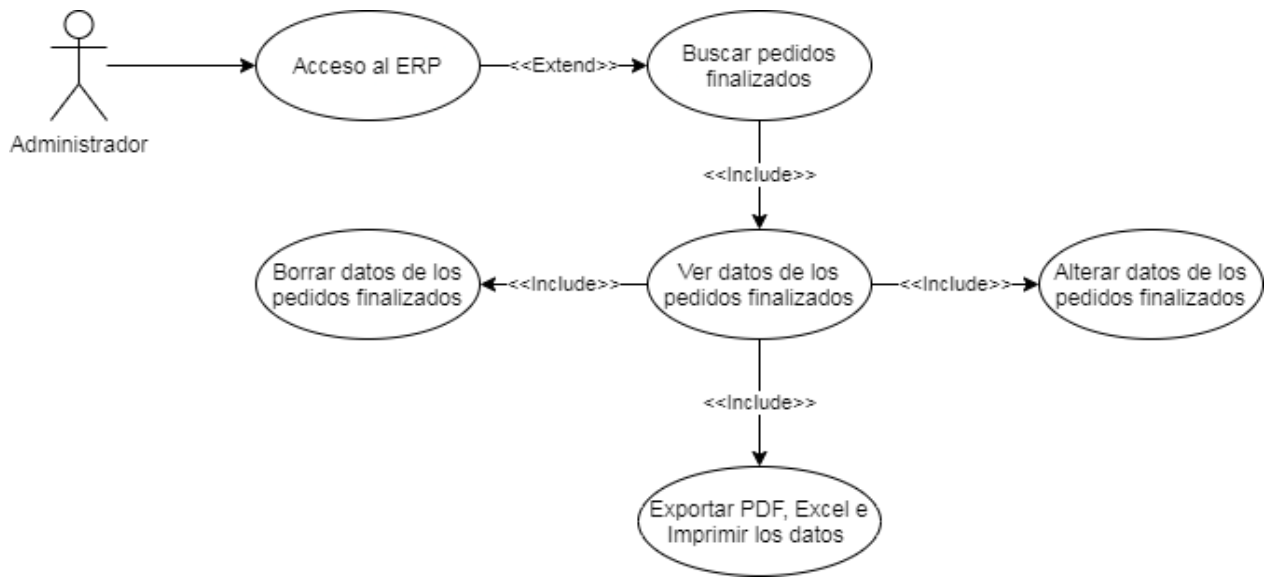 Administrador
Acceso al ERP
<<Extend>>
Buscar pedidos
finalizados
<<Include>>
Borrar datos de los
pedidos finalizados
<<Include>>
Ver datos de los
pedidos finalizados
<<Include>>
Alterar datos de los
pedidos finalizados
<<Include>>
Exportar PDF, Excel e
Imprimir los datos